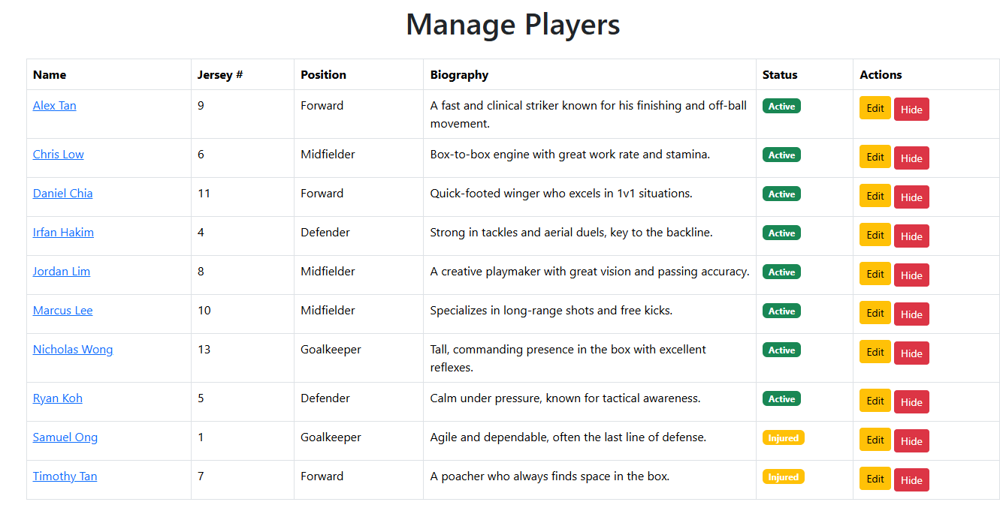 Manage Players
Name Jersey # Position Biography Status Actions
Alex Tan 9 Forward A fast and clinical striker known for his finishing and off-ball Active Edit Hide
movement.
Chris Low 6 Midfielder Box-to-box engine with great work rate and stamina. Active Edit Hide
Daniel Chia 11 Forward Quick-footed winger who excels in 1v1 situations. Active Edit Hide
Irfan Hakim 4 Defender Strong in tackles and aerial duels, key to the backline. Active Edit Hide
Jordan Lim 8 Midfielder A creative playmaker with great vision and passing accuracy. Active Edit Hide
Marcus Lee 10 Midfielder Specializes in long-range shots and free kicks. Active Edit Hide
Nicholas Wong 13 Goalkeeper Tall, commanding presence in the box with excellent Active Edit Hide
reflexes.
Ryan Koh 5 Defender Calm under pressure, known for tactical awareness. Active Edit Hide
Samuel Ong 1 Goalkeeper Agile and dependable, often the last line of defense. Injured Edit Hide
Timothy Tan 7 Forward A poacher who always finds space in the box. Injured Edit Hide